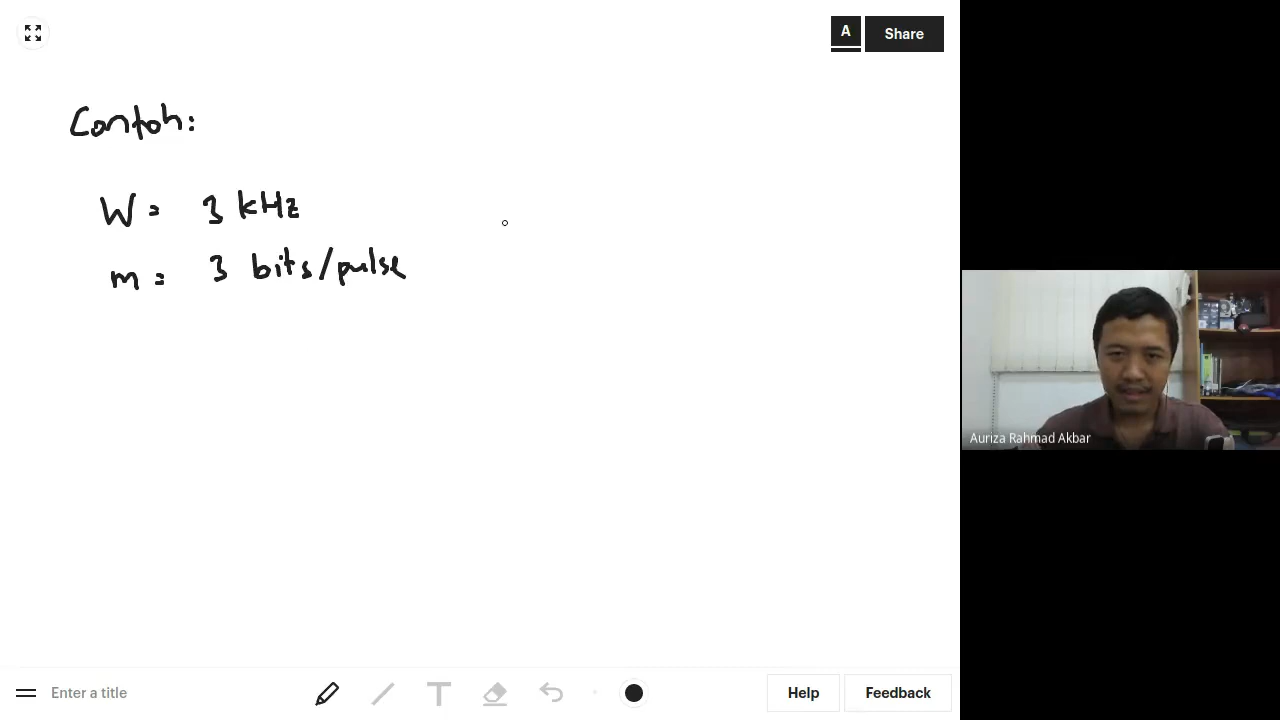 A Share
Contoh:
W = 3 kHz
m = 3 bits/pulse
Auriza Rahmad Akbar
Enter a title
Help Feedback